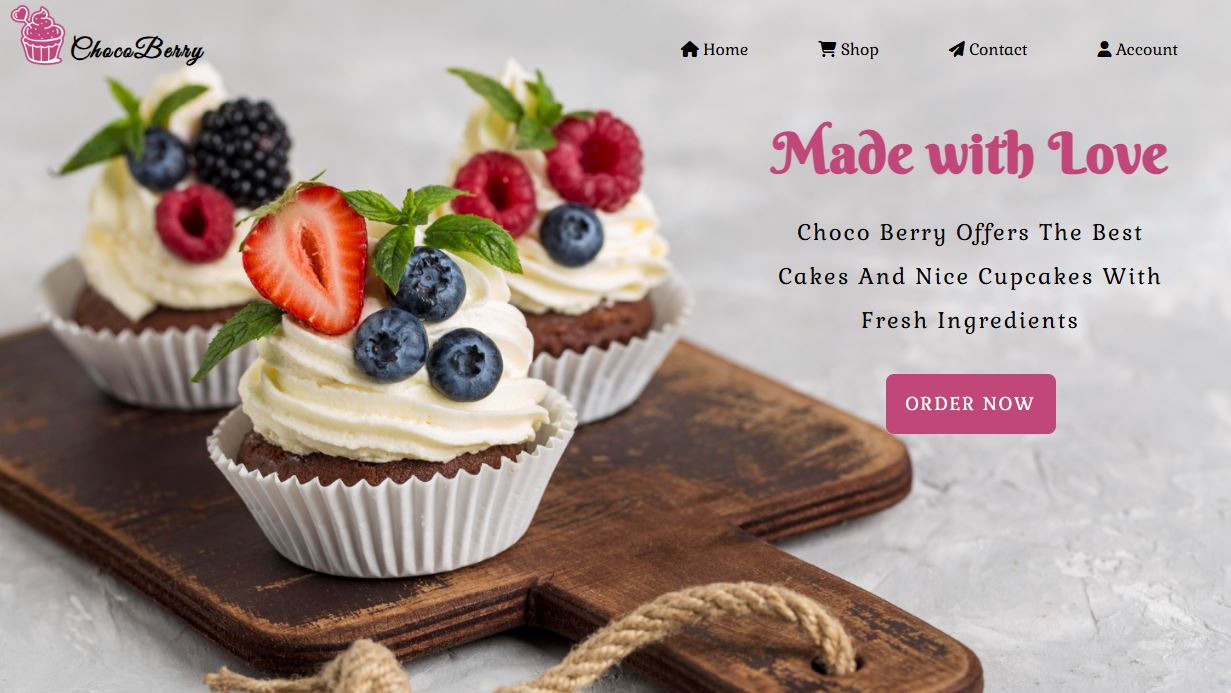 ChocoBerry
Home
Shop
Contact
Account
Made with Love
Choco Berry Offers The Best
Cakes And Nice Cupcakes With
Fresh Ingredients
ORDER NOW